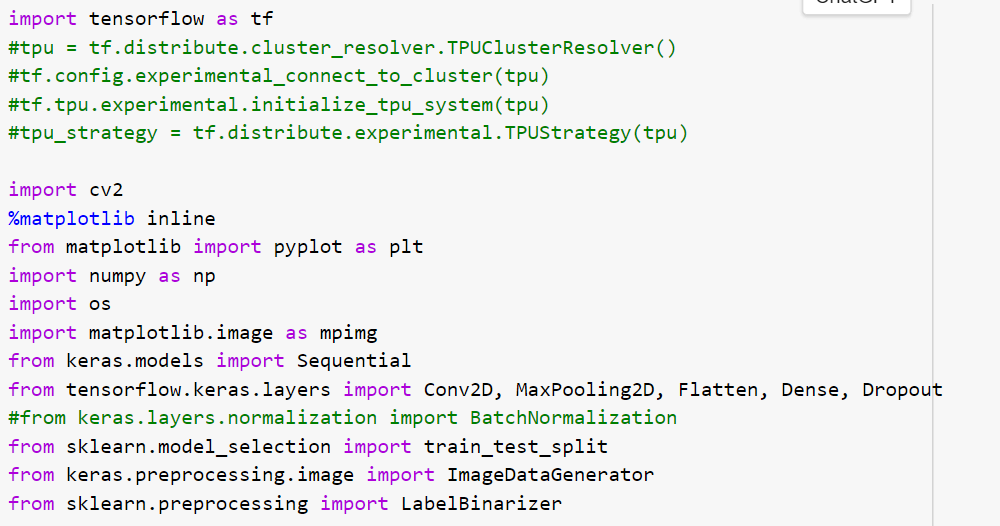 ChatGPT
import tensorflow as tf
#tpu = tf.distribute.cluster_resolver.TPUClusterResolver()
#tf.config.experimental_connect_to_cluster(tpu)
#tf.tpu.experimental.initialize_tpu_system(tpu)
#tpu_strategy = tf.distribute.experimental.TPUStrategy(tpu)
import cv2
%matplotlib inline
from matplotlib import pyplot as plt
import numpy as np
import os
import matplotlib.image as mpimg
from keras.models import Sequential
from tensorflow.keras.layers import Conv2D, MaxPooling2D, Flatten, Dense, Dropout
#from keras.layers.normalization import BatchNormalization
from sklearn.model_selection import train_test_split
from keras.preprocessing.image import ImageDataGenerator
from sklearn.preprocessing import LabelBinarizer